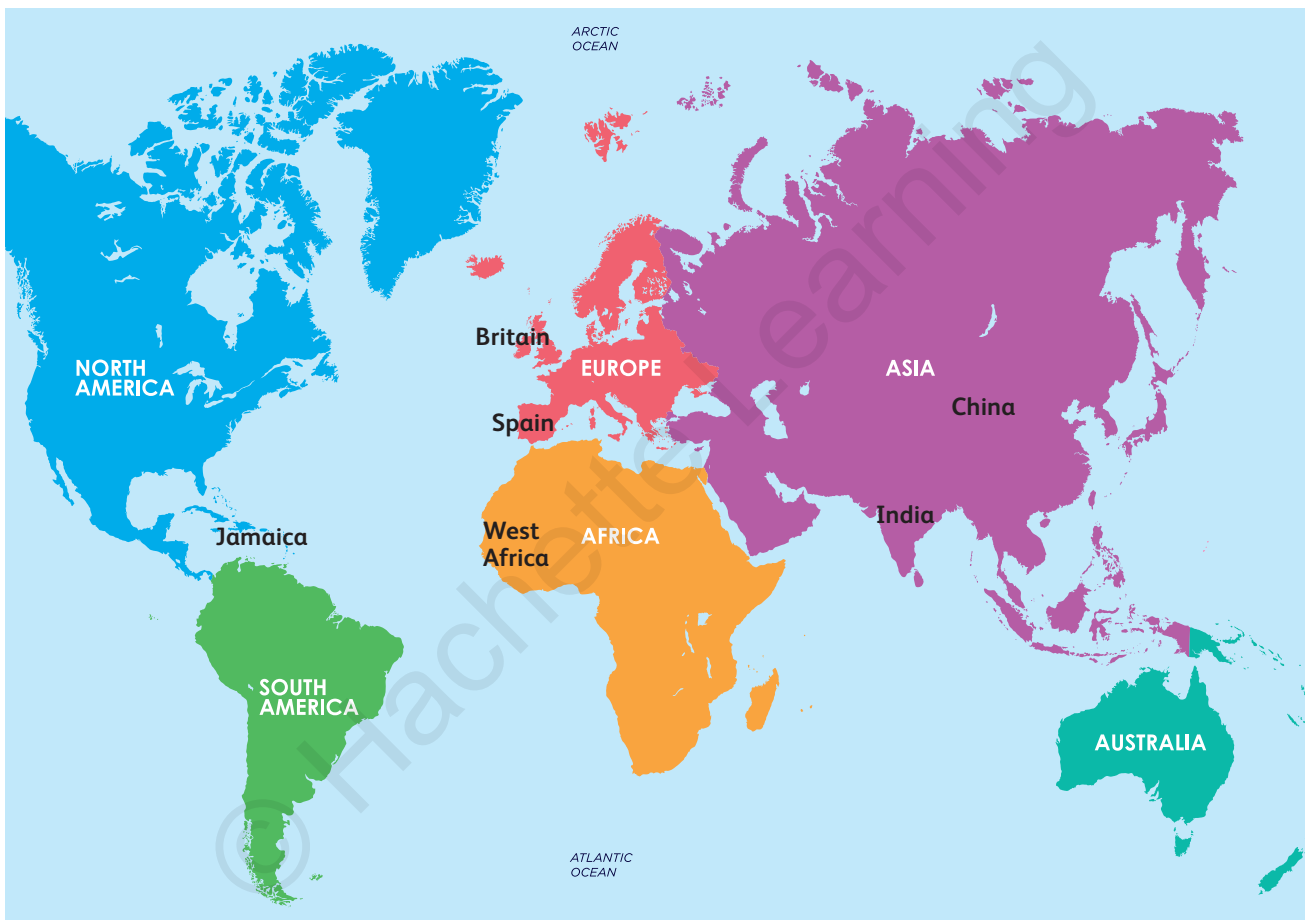 ARCTIC
OCEAN
Britain
NORTH
AMERICA
EUROPE
ASIA
China
Spain
India
Jamaica
West
Africa
AFRICA
SOUTH
AMERICA
AUSTRALIA
ATLANTIC
OCEAN
© Hachette Learning